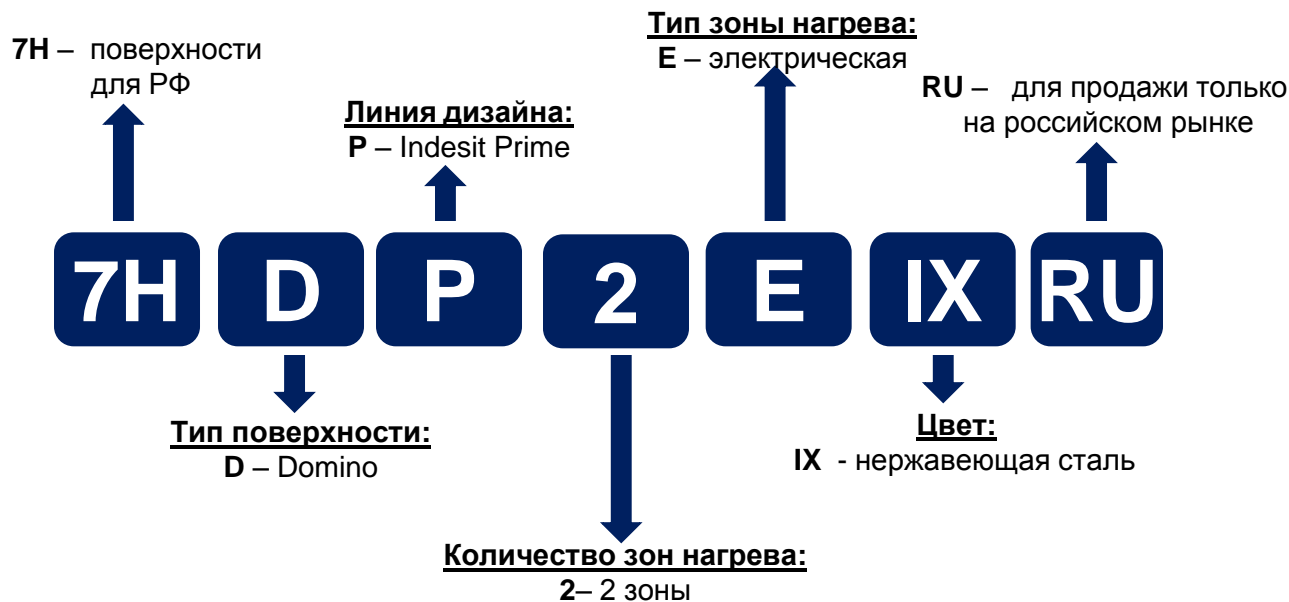 7H – поверхности
для РФ
Линия дизайна:
P – Indesit Prime
Тип зоны нагрева:
E – электрическая
RU – для продажи только
на российском рынке
7H D P 2 E IX RU
Тип поверхности:
D – Domino
Количество зон нагрева:
2– 2 зоны
Цвет:
IX - нержавеющая сталь